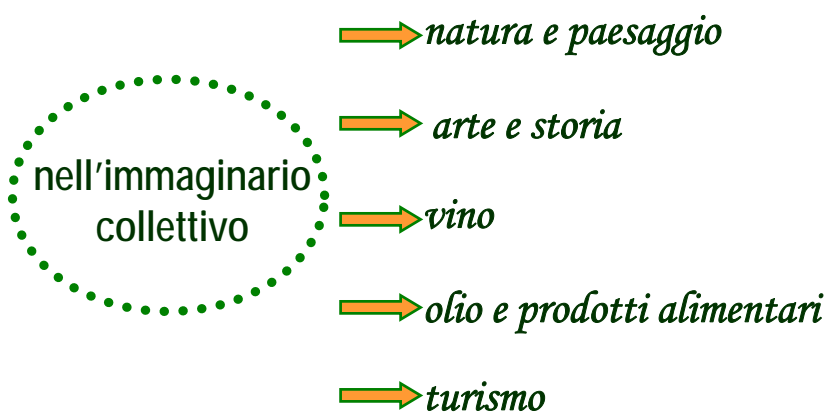 natura e paesaggio
arte e storia
nell'immaginario
collettivo
vino
olio e prodotti alimentari
turismo